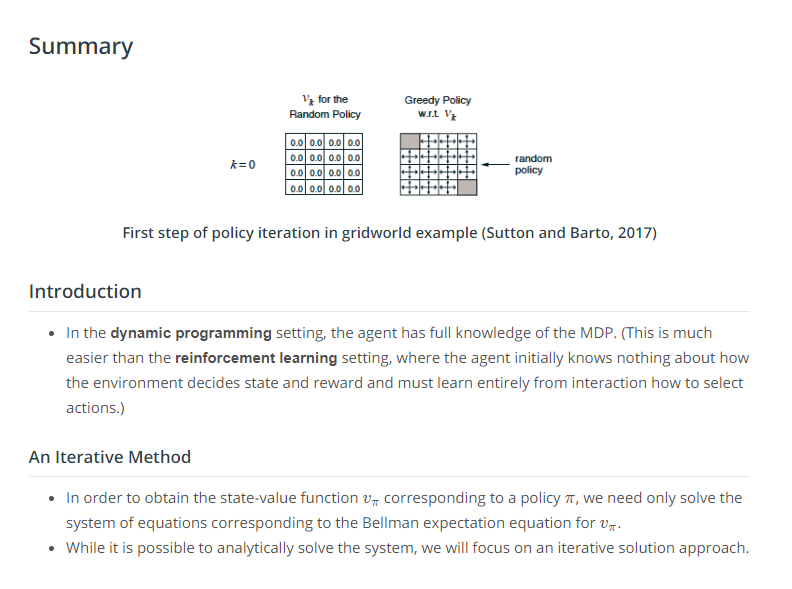 Summary
Vk for the
Random Policy
Greedy Policy
w.r.t. Vk
k=0
0.0 0.0 0.0 0.0
0.0 0.0 0.0 0.0
0.0 0.0 0.0 0.0
0.0 0.0 0.0 0.0
random
policy
First step of policy iteration in gridworld example (Sutton and Barto, 2017)
Introduction
• In the dynamic programming setting, the agent has full knowledge of the MDP. (This is much
easier than the reinforcement learning setting, where the agent initially knows nothing about how
the environment decides state and reward and must learn entirely from interaction how to select
actions.)
An Iterative Method
• In order to obtain the state-value function vπ corresponding to a policy π, we need only solve the
system of equations corresponding to the Bellman expectation equation for vπ.
• While it is possible to analytically solve the system, we will focus on an iterative solution approach.